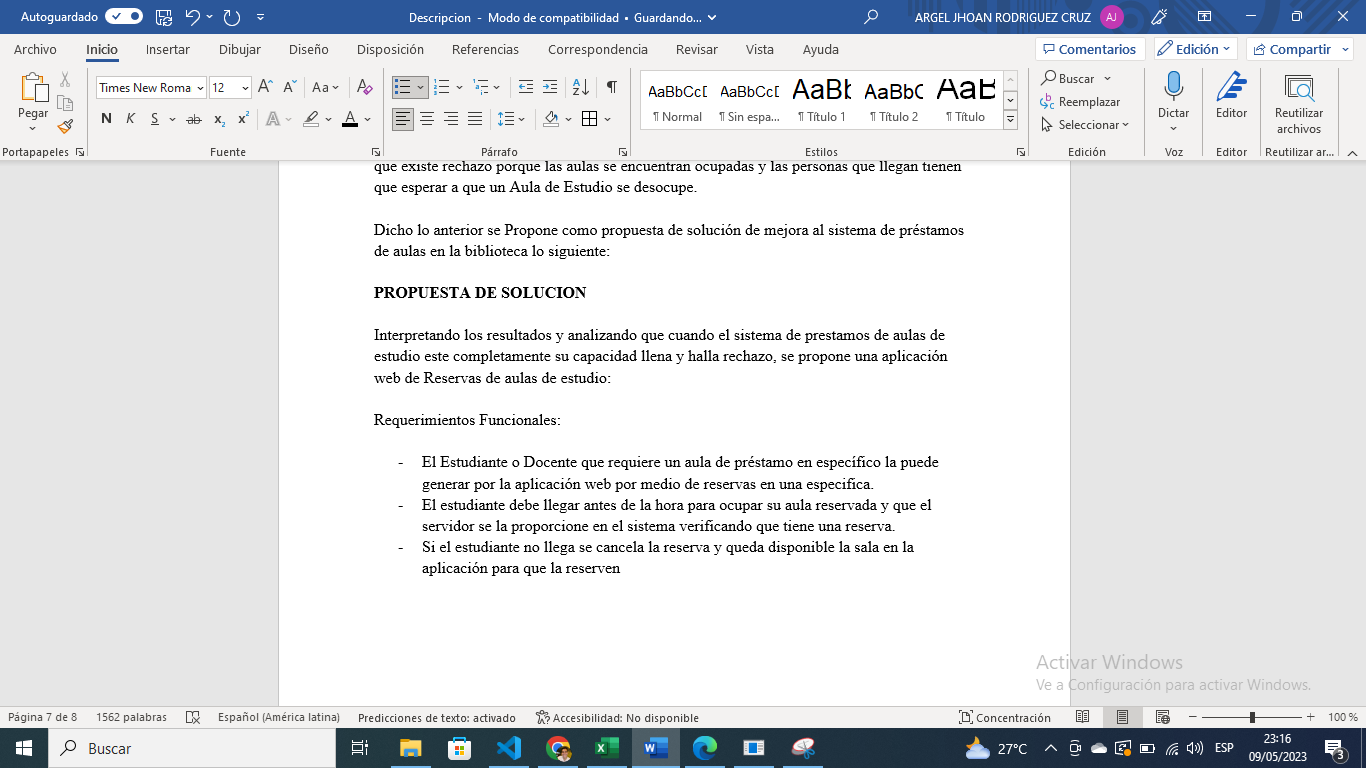 Autoguardado
Descripcion - Modo de compatibilidad • Guardando...
ARGEL JHOAN RODRIGUEZ CRUZ
AJ
Archivo Inicio Insertar Dibujar Diseño Disposición Referencias Correspondencia Revisar Vista Ayuda
Comentarios Edición Compartir
Pegar
Times New Roma 12
N K S ab x₂ x²
AaBbCcD AaBbCcD AaBb AaBbC AaB
¶ Normal ¶ Sin espa... ¶ Título 1 ¶ Título 2 ¶ Título
Buscar
Reemplazar
Seleccionar
Dictar
Editor
Reutilizar
archivos
Portapapeles Fuente Párrafo Estilos Edición Voz Editor Reutilizar ar...
que existe rechazo porque las aulas se encuentran ocupadas y las personas que llegan tienen
que esperar a que un Aula de Estudio se desocupe.
Dicho lo anterior se Propone como propuesta de solución de mejora al sistema de préstamos
de aulas en la biblioteca lo siguiente:
PROPUESTA DE SOLUCION
Interpretando los resultados y analizando que cuando el sistema de prestamos de aulas de
estudio este completamente su capacidad llena y halla rechazo, se propone una aplicación
web de Reservas de aulas de estudio:
Requerimientos Funcionales:
- El Estudiante o Docente que requiere un aula de préstamo en específico la puede
generar por la aplicación web por medio de reservas en una especifica.
- El estudiante debe llegar antes de la hora para ocupar su aula reservada y que el
servidor se la proporcione en el sistema verificando que tiene una reserva.
- Si el estudiante no llega se cancela la reserva y queda disponible la sala en la
aplicación para que la reserven
Activar Windows
Ve a Configuración para activar Windows.
Página 7 de 8 1562 palabras Español (América latina) Predicciones de texto: activado Accesibilidad: No disponible Concentración 100 %
Buscar
27°C
ESP
23:16
09/05/2023
3